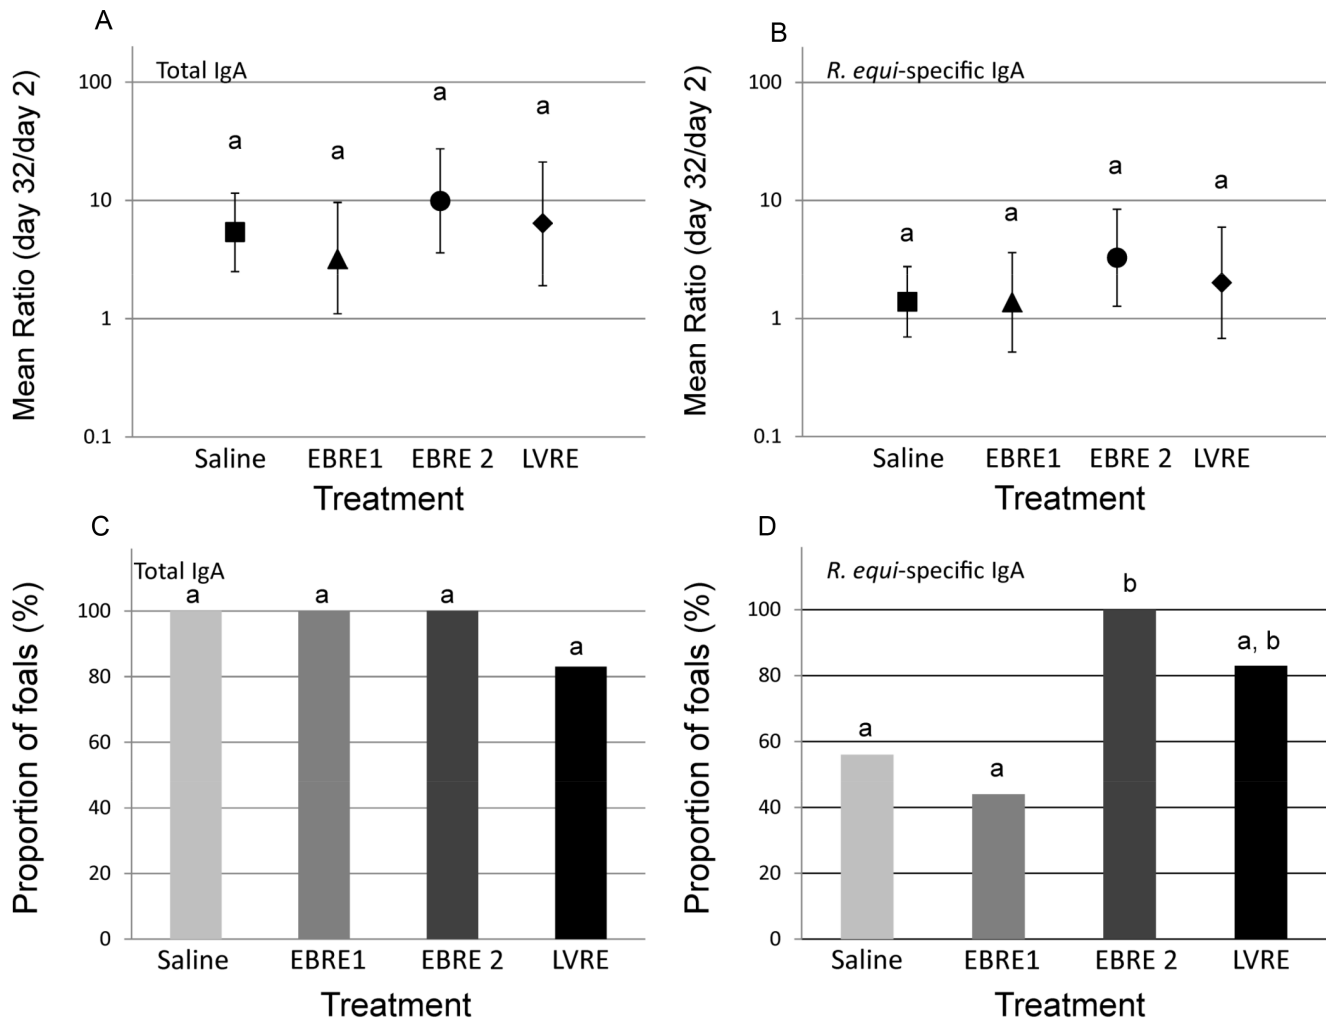 A
Total IgA
Mean Ratio (day 32/day 2)
100
10
1
0.1
a
a
a
a
Saline
EBRE1
EBRE 2
LVRE
Treatment
B
R. equi-specific IgA
Mean Ratio (day 32/day 2)
100
10
1
0.1
a
a
a
a
Saline
EBRE1
EBRE 2
LVRE
Treatment
C
Total IgA
Proportion of foals (%)
100
80
60
40
20
0
a
a
a
a
Saline
EBRE1
EBRE 2
LVRE
Treatment
D
R. equi-specific IgA
Proportion of foals (%)
100
80
60
40
20
0
a
a
b
a, b
Saline
EBRE1
EBRE 2
LVRE
Treatment